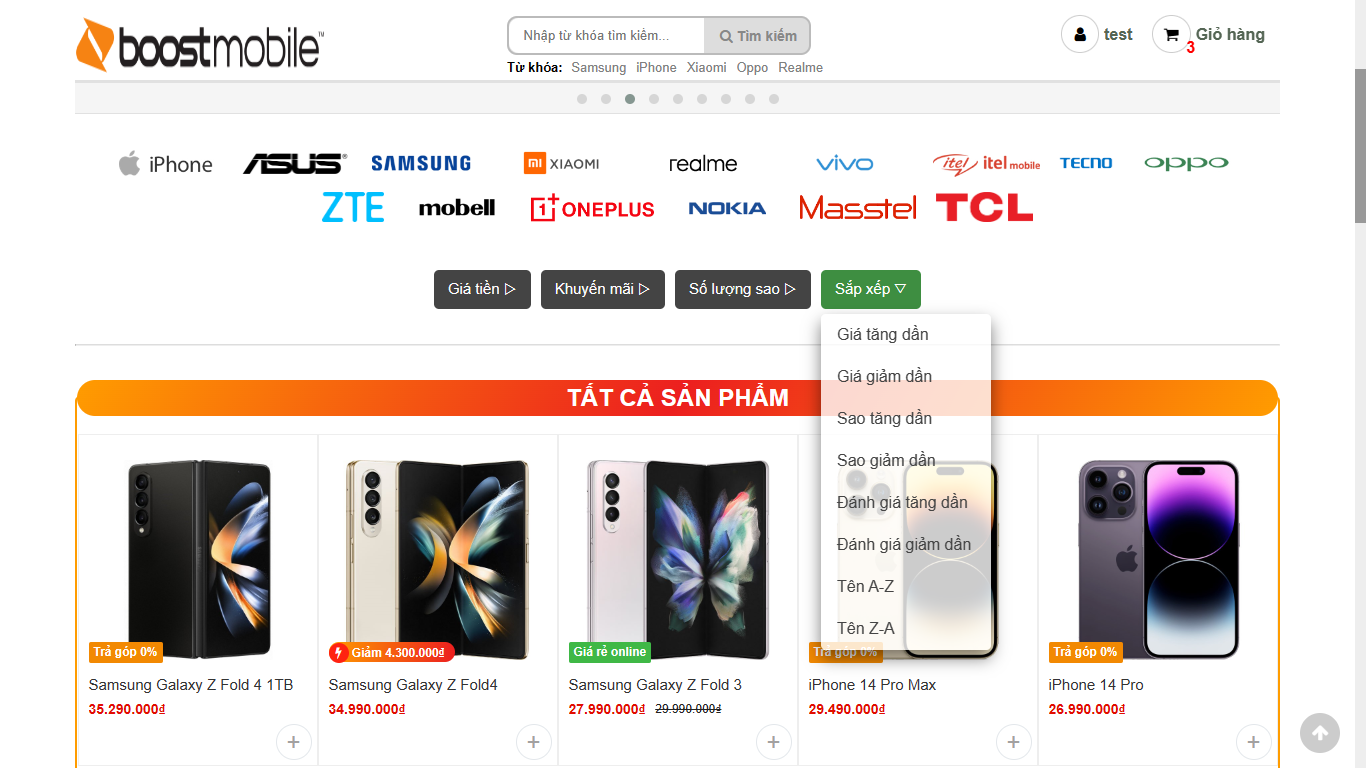 boostmobile™
Nhập từ khóa tìm kiếm...
Tìm kiếm
test
3
Giỏ hàng
Từ khóa: Samsung iPhone Xiaomi Oppo Realme
iPhone
ASUS®
SAMSUNG
mi XIAOMI
realme
vivo
itel itel mobile
TECNO
oppo
ZTE
mobell
1+ ONEPLUS
NOKIA
Masstel
TCL
Giá tiền ▷
Khuyến mãi ▷
Số lượng sao ▷
Sắp xếp ▽
Giá tăng dần
Giá giảm dần
Sao tăng dần
Sao giảm dần
Đánh giá tăng dần
Đánh giá giảm dần
Tên A-Z
Tên Z-A
TẤT CẢ SẢN PHẨM
Trả góp 0%
Samsung Galaxy Z Fold 4 1TB
35.290.000₫
+
Giảm 4.300.000₫
Samsung Galaxy Z Fold4
34.990.000₫
+
Giá rẻ online
Samsung Galaxy Z Fold 3
27.990.000₫ 29.990.000₫
+
Trả góp 0%
iPhone 14 Pro Max
29.490.000₫
+
Trả góp 0%
iPhone 14 Pro
26.990.000₫
+